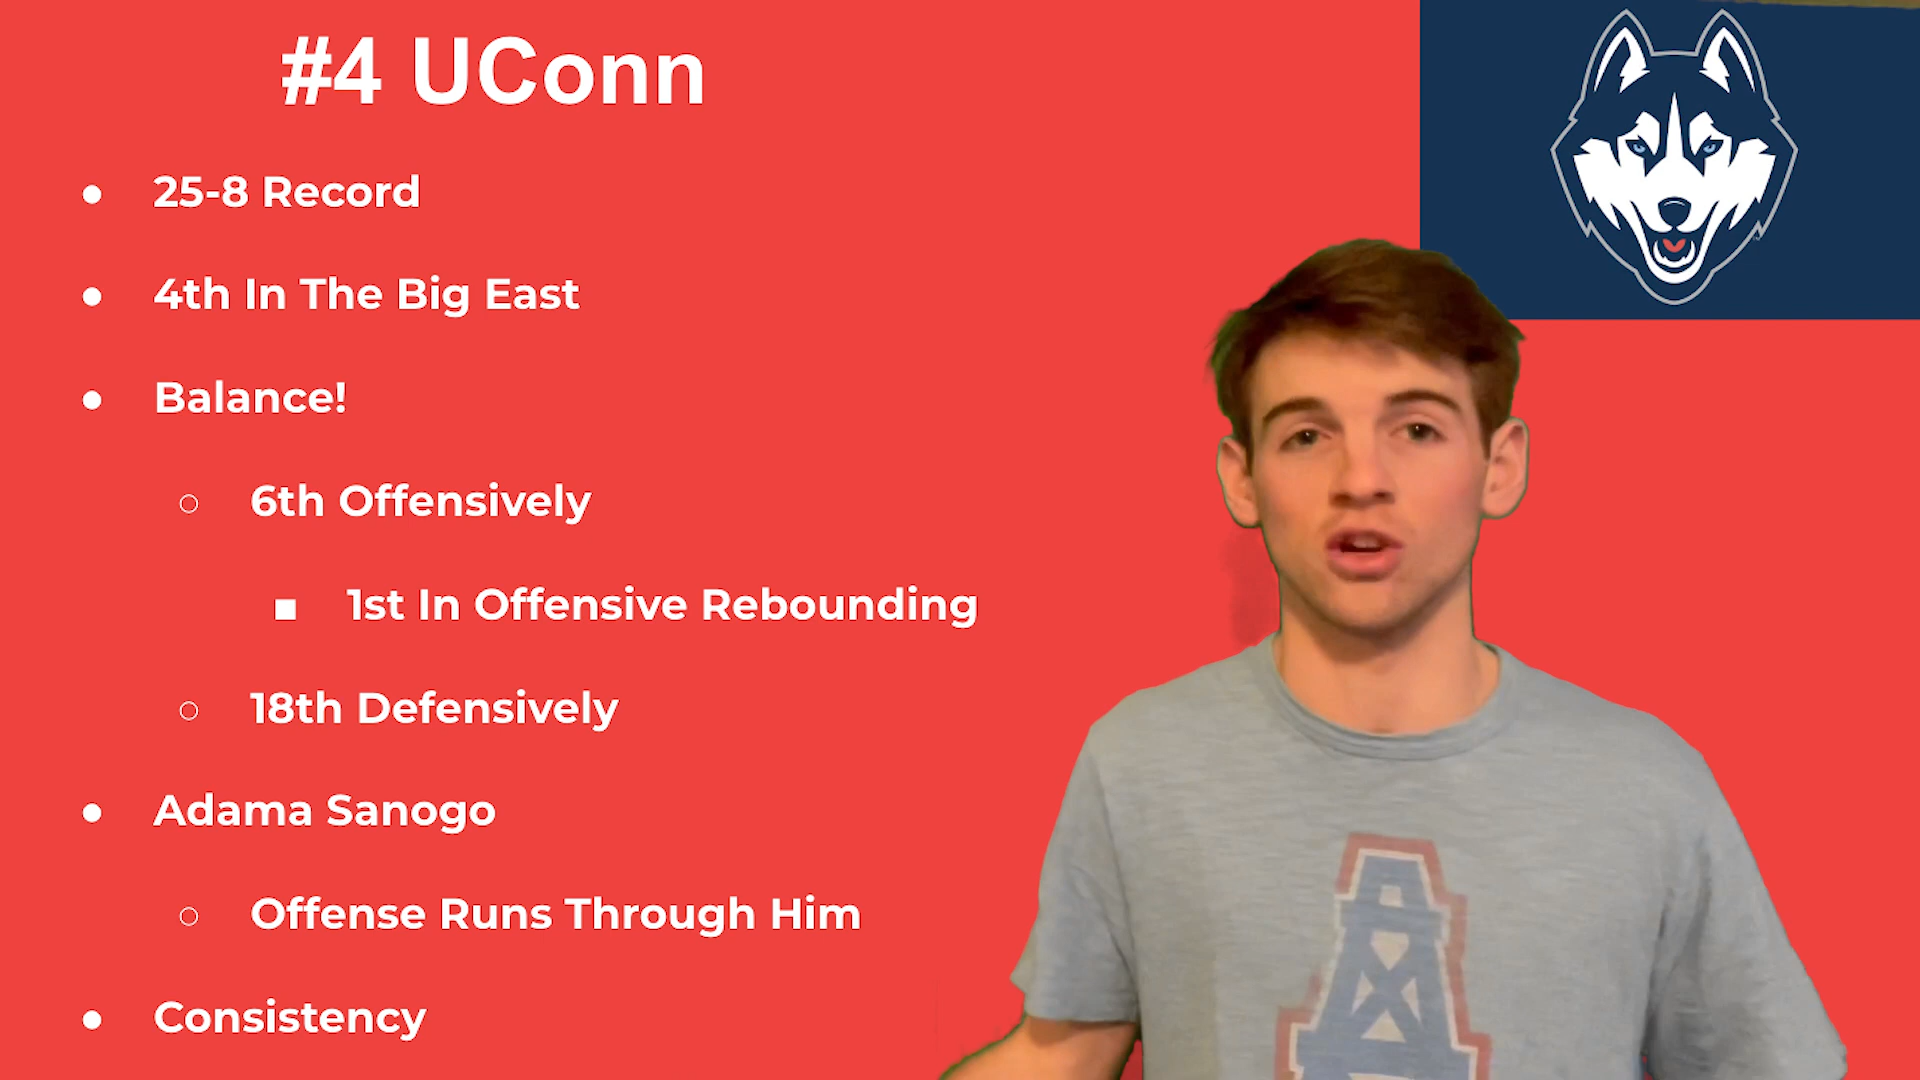 #4 UConn
25-8 Record
4th In The Big East
Balance!
6th Offensively
1st In Offensive Rebounding
18th Defensively
Adama Sanogo
Offense Runs Through Him
Consistency